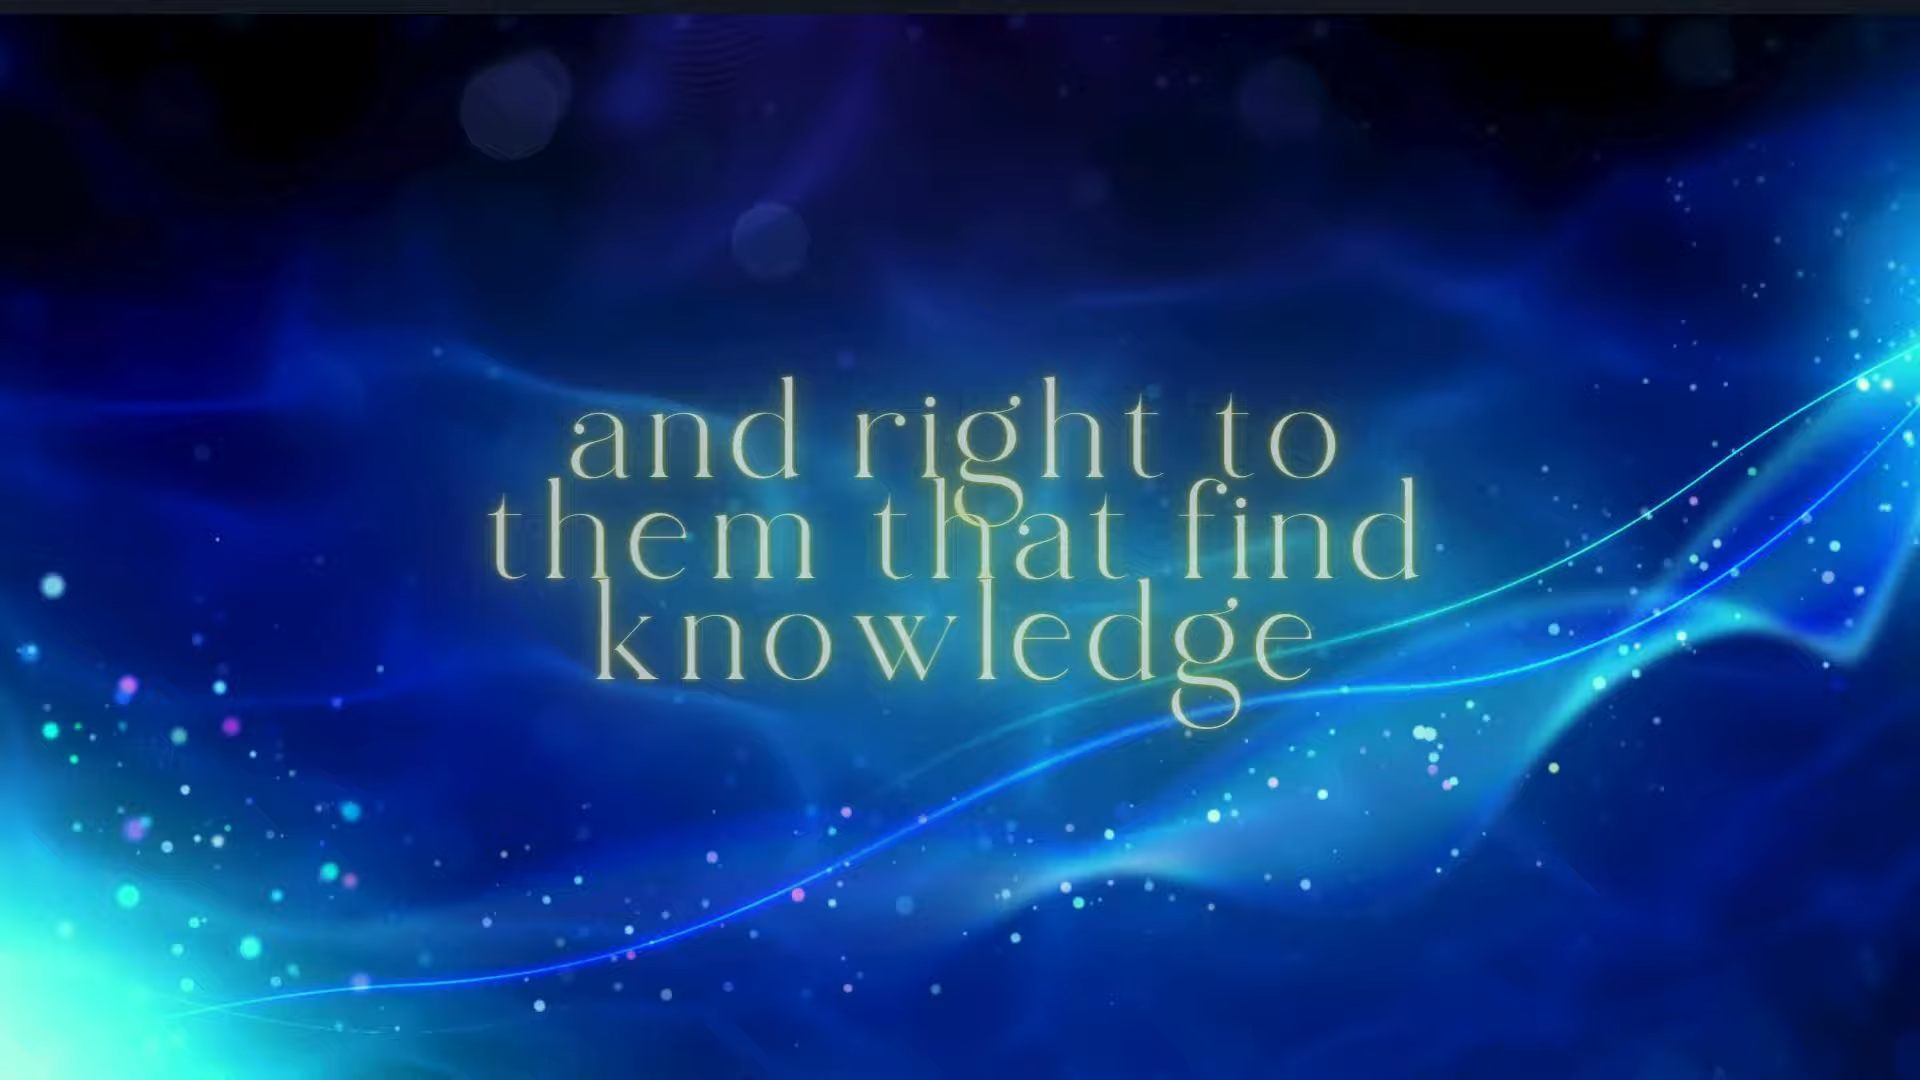 and right to
them that find
knowledge